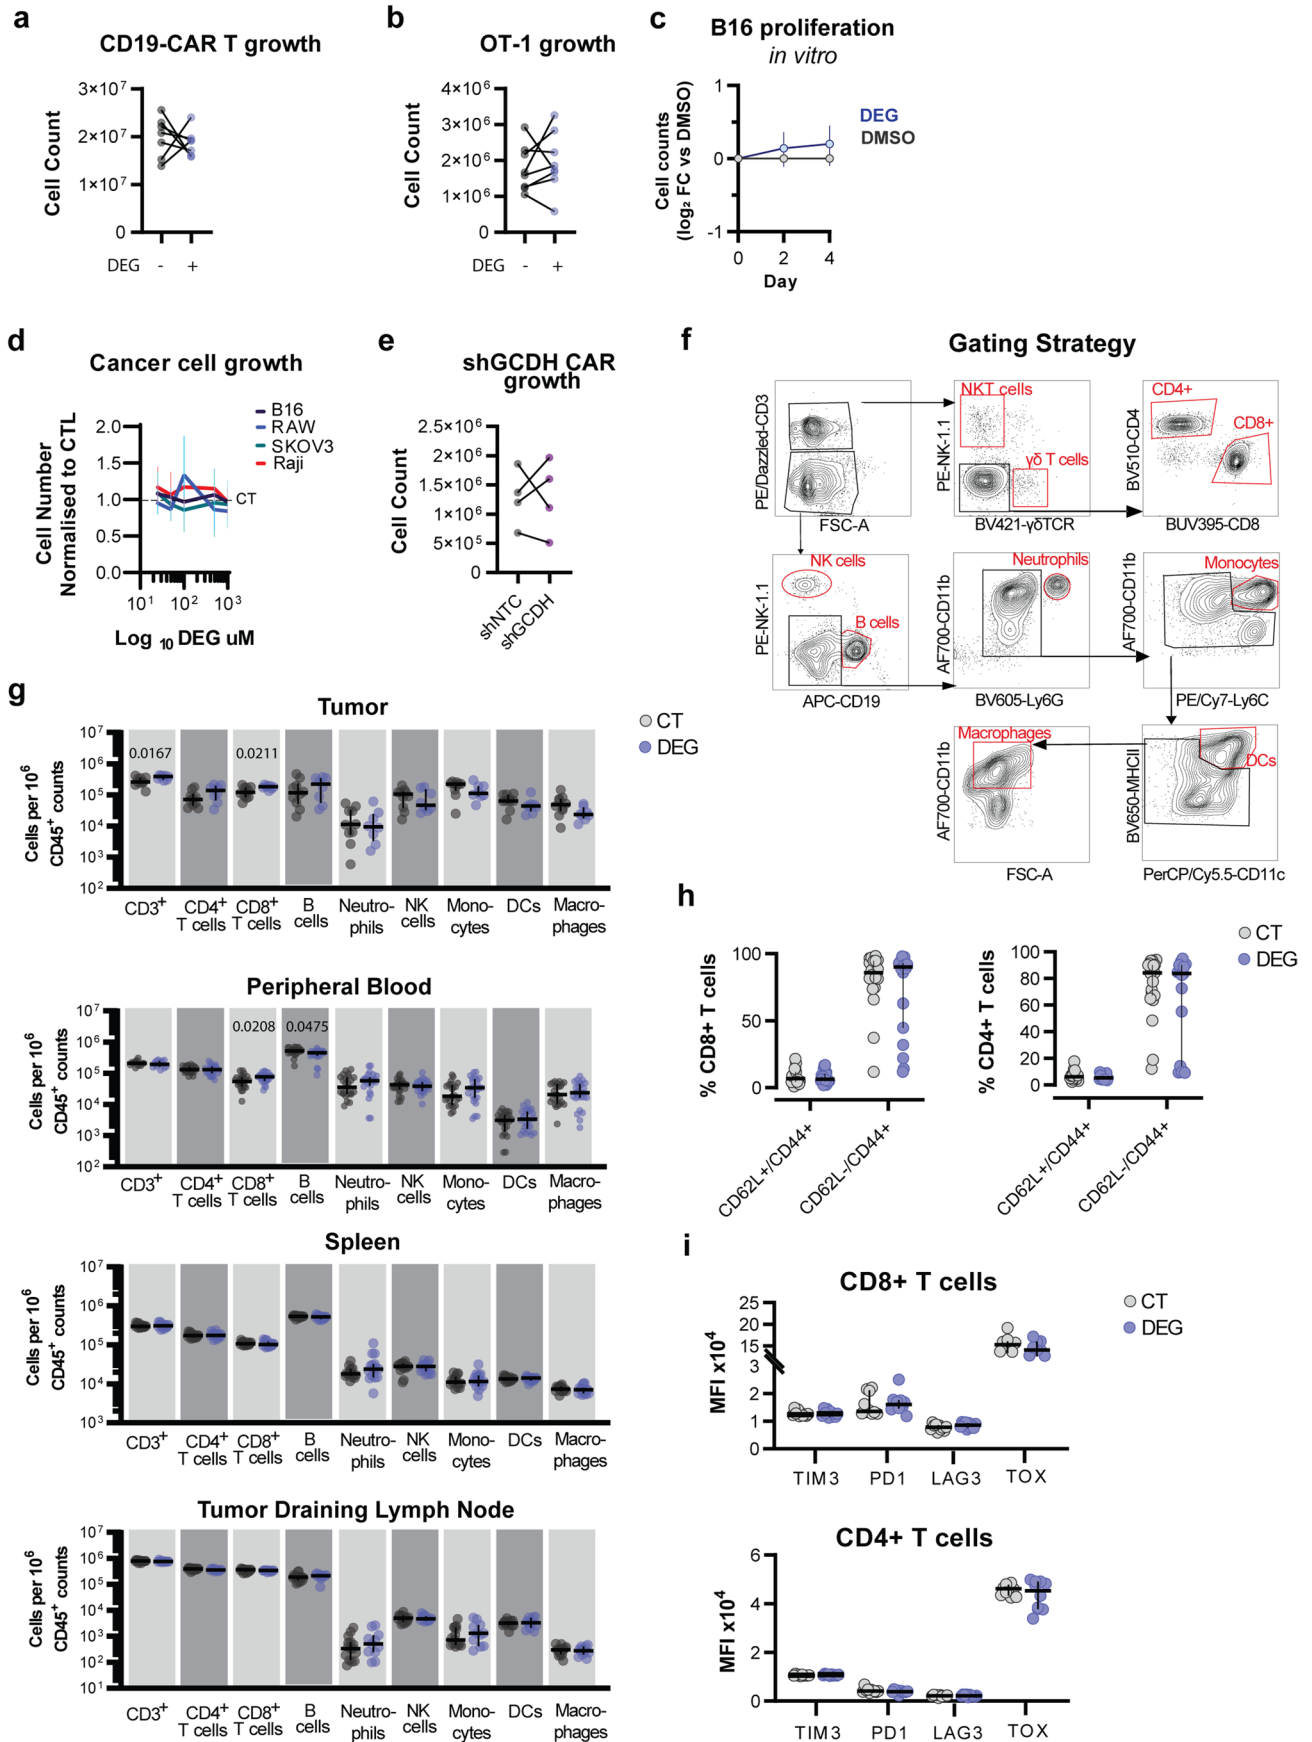 a
CD19-CAR T growth
Cell Count
3×10⁷
2×10⁷
1×10⁷
0
DEG - +
b
OT-1 growth
Cell Count
4×10⁶
3×10⁶
2×10⁶
1×10⁶
0
DEG - +
c
B16 proliferation
in vitro
Cell counts
(log₂ FC vs DMSO)
1
0
-1
0 2 4
Day
DEG
DMSO
d
Cancer cell growth
Cell Number
Normalised to CTL
2.0
1.5
1.0
0.5
0.0
10¹ 10² 10³
Log ₁₀ DEG uM
B16
RAW
SKOV3
Raji
CT
e
shGCDH CAR
growth
Cell Count
2.5×10⁶
2×10⁶
1.5×10⁶
1×10⁶
5×10⁵
0
shNTC
shGCDH
f
Gating Strategy
PE/Dazzled-CD3
FSC-A
NKT cells
γδ T cells
PE-NK-1.1
BV421-γδTCR
CD4+
CD8+
BV510-CD4
BUV395-CD8
NK cells
B cells
PE-NK-1.1
APC-CD19
Neutrophils
AF700-CD11b
BV605-Ly6G
Monocytes
AF700-CD11b
PE/Cy7-Ly6C
Macrophages
AF700-CD11b
FSC-A
DCs
BV650-MHCII
PerCP/Cy5.5-CD11c
g
CT
DEG
Tumor
Cells per 10⁶
CD45⁺ counts
10⁷
10⁶
10⁵
10⁴
10³
10²
0.0167
0.0211
CD3⁺ CD4⁺ CD8⁺ B Neutro- NK Mono- DCs Macro-
T cells T cells cells phils cells cytes phages
Peripheral Blood
Cells per 10⁶
CD45⁺ counts
10⁷
10⁶
10⁵
10⁴
10³
10²
0.0208
0.0475
CD3⁺ CD4⁺ CD8⁺ B Neutro- NK Mono- DCs Macro-
T cells T cells cells phils cells cytes phages
Spleen
Cells per 10⁶
CD45⁺ counts
10⁷
10⁶
10⁵
10⁴
10³
CD3⁺ CD4⁺ CD8⁺ B Neutro- NK Mono- DCs Macro-
T cells T cells cells phils cells cytes phages
Tumor Draining Lymph Node
Cells per 10⁶
CD45⁺ counts
10⁷
10⁶
10⁵
10⁴
10³
10²
10¹
CD3⁺ CD4⁺ CD8⁺ B Neutro- NK Mono- DCs Macro-
T cells T cells cells phils cells cytes phages
h
% CD8+ T cells
100
50
0
CD62L+/CD44+
CD62L-/CD44+
% CD4+ T cells
100
80
60
40
20
0
CD62L+/CD44+
CD62L-/CD44+
CT
DEG
i
CD8+ T cells
MFI x10⁴
25
20
15
3
2
1
0
TIM3 PD1 LAG3 TOX
CT
DEG
CD4+ T cells
MFI x10⁴
6
4
2
0
TIM3 PD1 LAG3 TOX